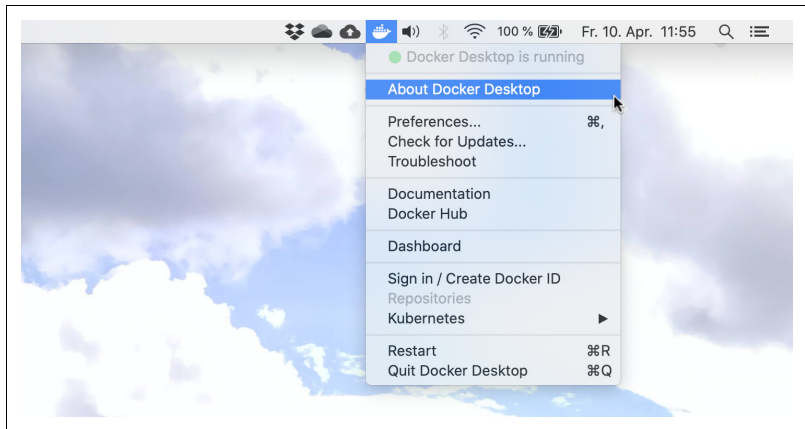 100 % Fr. 10. Apr. 11:55
Docker Desktop is running
About Docker Desktop
Preferences... ⌘,
Check for Updates...
Troubleshoot
Documentation
Docker Hub
Dashboard
Sign in / Create Docker ID
Repositories
Kubernetes
Restart ⌘R
Quit Docker Desktop ⌘Q